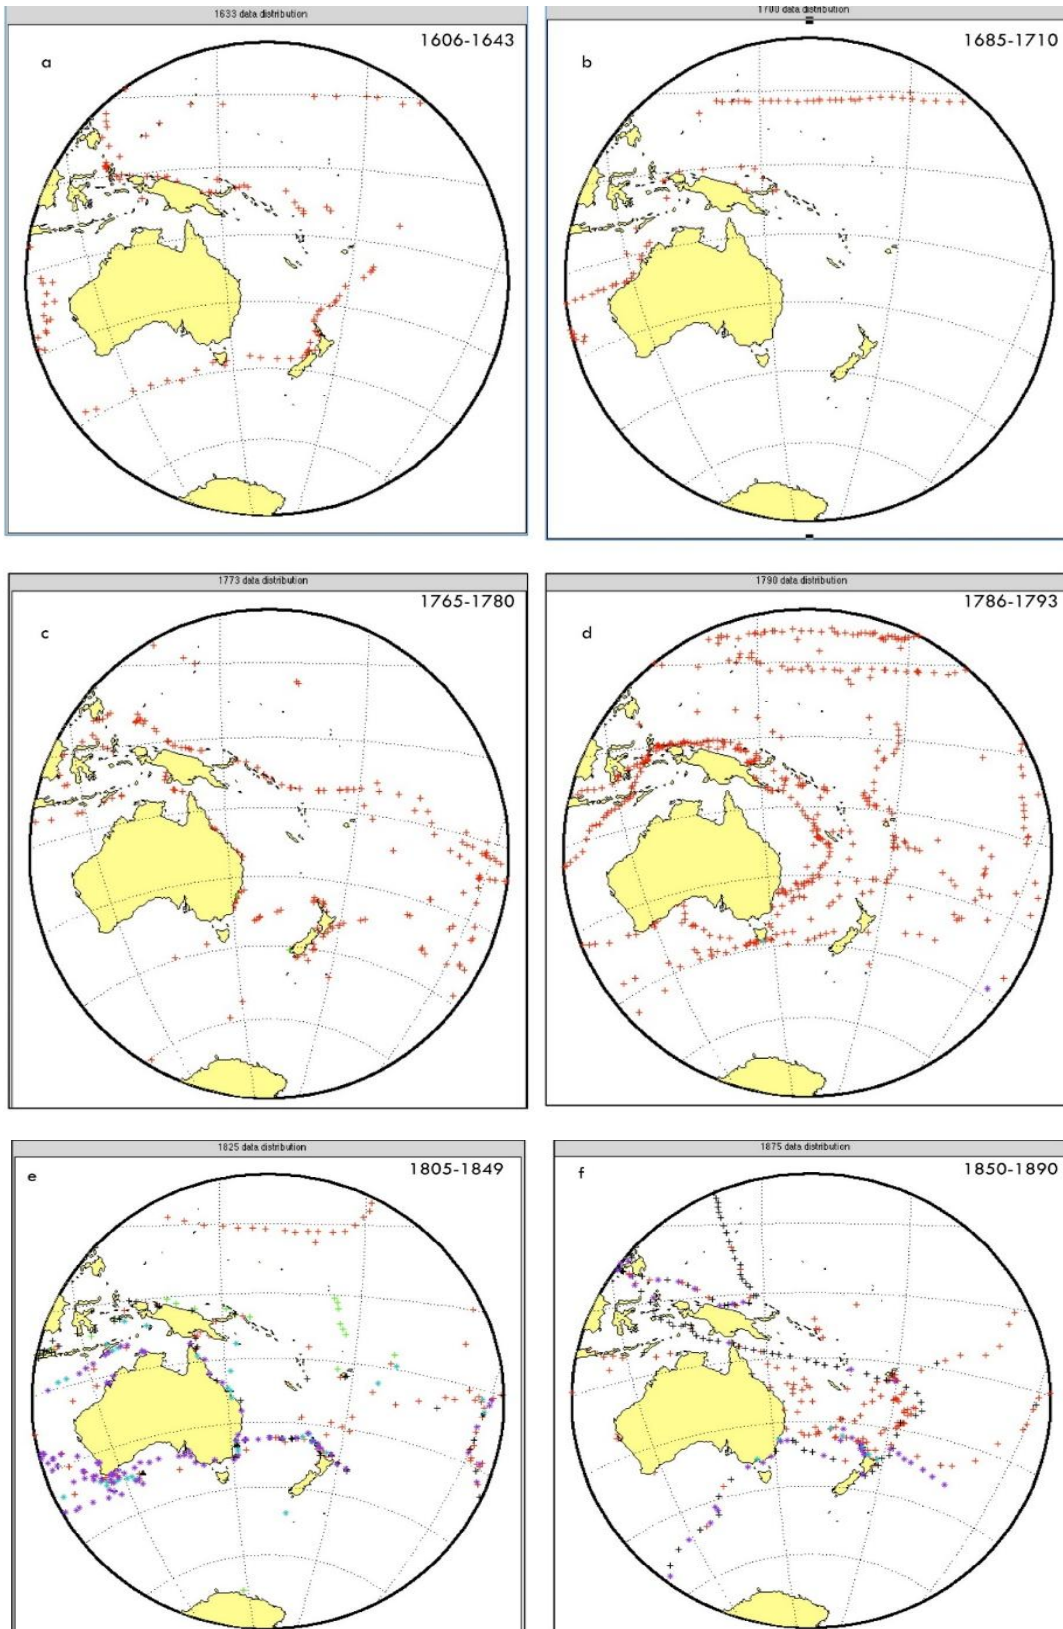 1633 data distribution
1606-1643
a
1700 data distribution
1685-1710
b
1773 data distribution
1765-1780
c
1790 data distribution
1786-1793
d
1825 data distribution
1805-1849
e
1875 data distribution
1850-1890
f